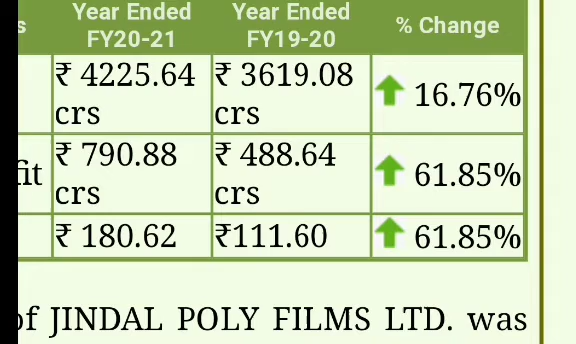 s Year Ended Year Ended % Change
FY20-21 FY19-20
₹ 4225.64 ₹ 3619.08 16.76%
crs crs
fit ₹ 790.88 ₹ 488.64 61.85%
crs crs
₹ 180.62 ₹111.60 61.85%
of JINDAL POLY FILMS LTD. was